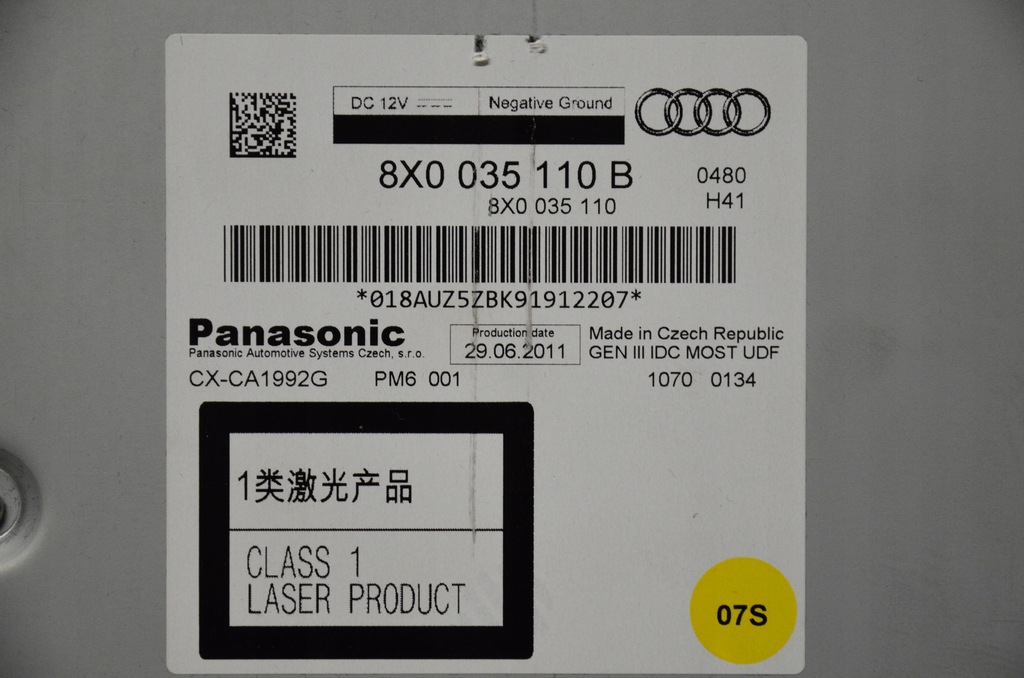 DC 12V Negative Ground
8X0 035 110 B 0480
8X0 035 110 H41
*018AUZ5ZBK91912207*
Panasonic
Panasonic Automotive Systems Czech, s.r.o.
Production date
29.06.2011
Made in Czech Republic
GEN III IDC MOST UDF
CX-CA1992G PM6 001 1070 0134
1类激光产品
CLASS 1
LASER PRODUCT
07S